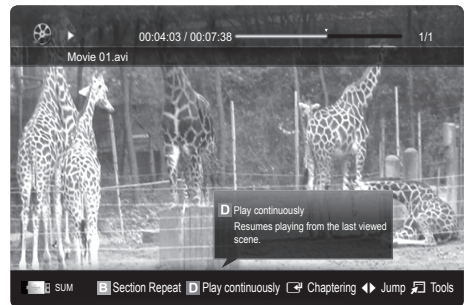 00:04:03 / 00:07:38 1/1
Movie 01.avi
D Play continuously
Resumes playing from the last viewed
scene.
SUM B Section Repeat D Play continuously Chaptering Jump Tools